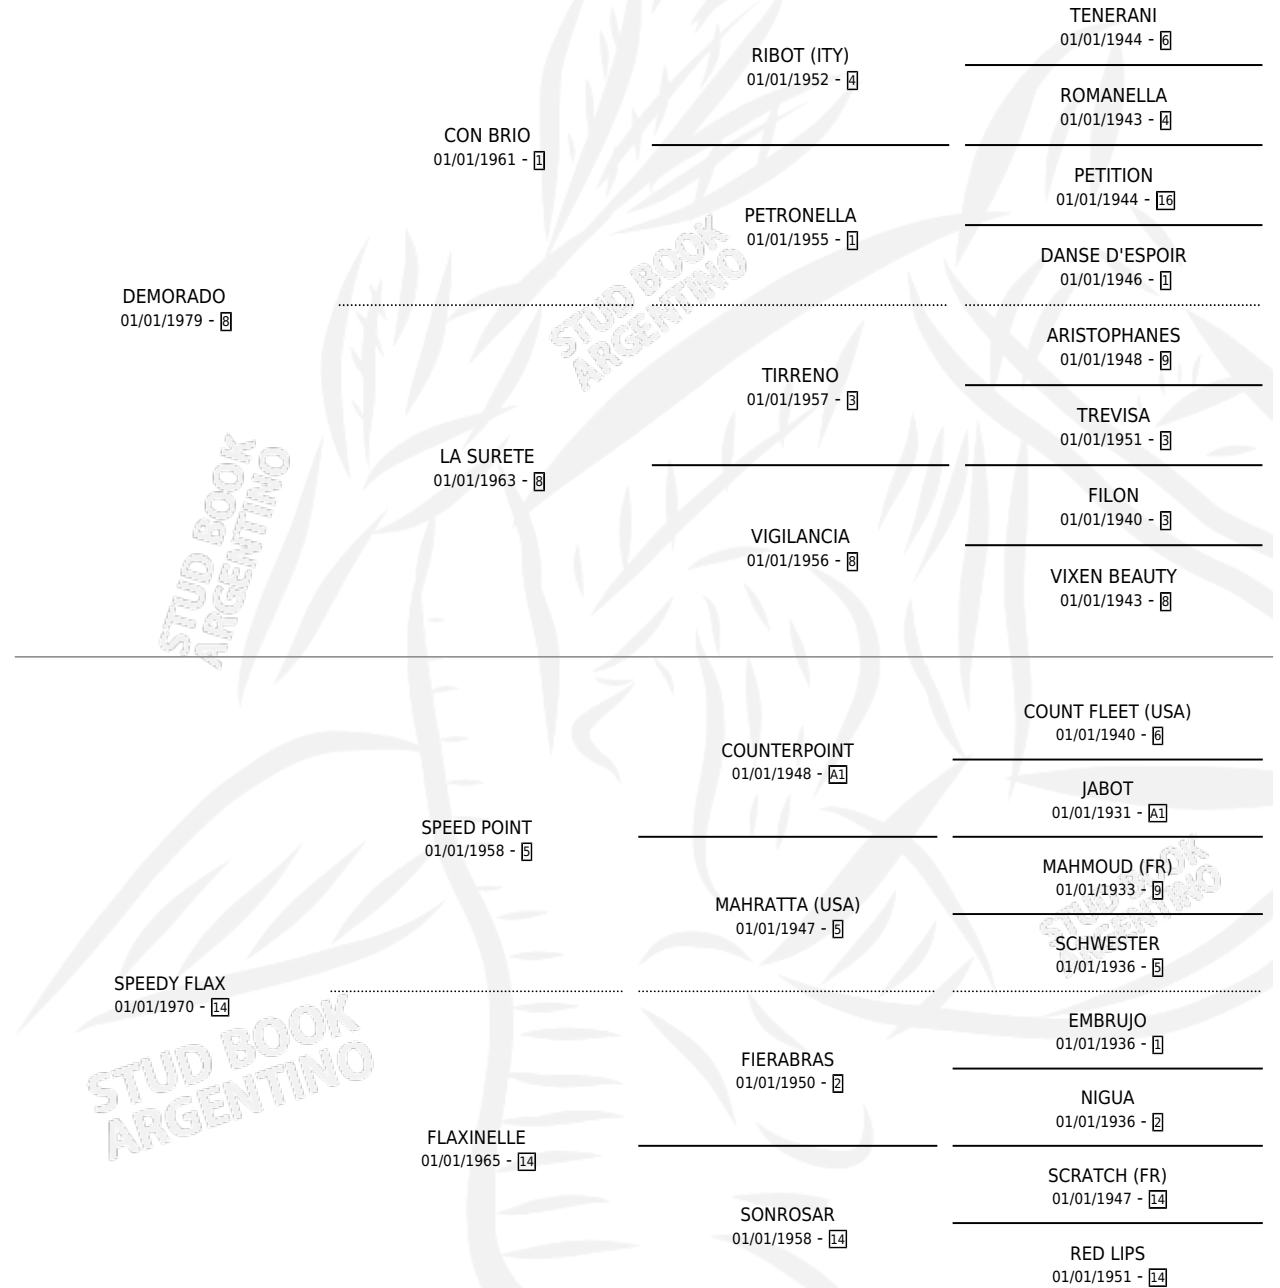 TENERANI
01/01/1944 - 6
RIBOT (ITY)
01/01/1952 - 4
ROMANELLA
01/01/1943 - 4
CON BRIO
01/01/1961 - 1
PETITION
01/01/1944 - 16
PETRONELLA
01/01/1955 - 1
DANSE D'ESPOIR
01/01/1946 - 1
DEMORADO
01/01/1979 - 8
STUD BOOK
ARGENTINO
ARISTOPHANES
01/01/1948 - 9
TIRRENO
01/01/1957 - 3
TREVISA
01/01/1951 - 3
LA SURETE
01/01/1963 - 8
FILON
01/01/1940 - 3
VIGILANCIA
01/01/1956 - 8
VIXEN BEAUTY
01/01/1943 - 8
STUD BOOK
ARGENTINO
COUNT FLEET (USA)
01/01/1940 - 6
COUNTERPOINT
01/01/1948 - A1
JABOT
01/01/1931 - A1
SPEED POINT
01/01/1958 - 5
MAHMOUD (FR)
01/01/1933 - 9
MAHRATTA (USA)
01/01/1947 - 5
STUD BOOK
ARGENTINO
SCHWESTER
01/01/1936 - 5
SPEEDY FLAX
01/01/1970 - 14
STUD BOOK
ARGENTINO
EMBRUJO
01/01/1936 - 1
FIERABRAS
01/01/1950 - 2
NIGUA
01/01/1936 - 2
FLAXINELLE
01/01/1965 - 14
SCRATCH (FR)
01/01/1947 - 14
SONROSAR
01/01/1958 - 14
RED LIPS
01/01/1951 - 14